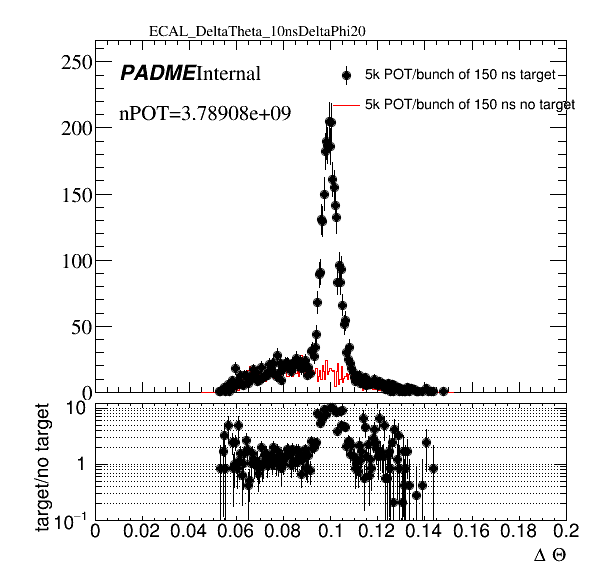 ECAL_DeltaTheta_10nsDeltaPhi20
PADME Internal
5k POT/bunch of 150 ns target
nPOT=3.78908e+09
5k POT/bunch of 150 ns no target
250
200
150
100
50
0
10
1
10⁻¹
target/no target
0 0.02 0.04 0.06 0.08 0.1 0.12 0.14 0.16 0.18 0.2
Δ Θ